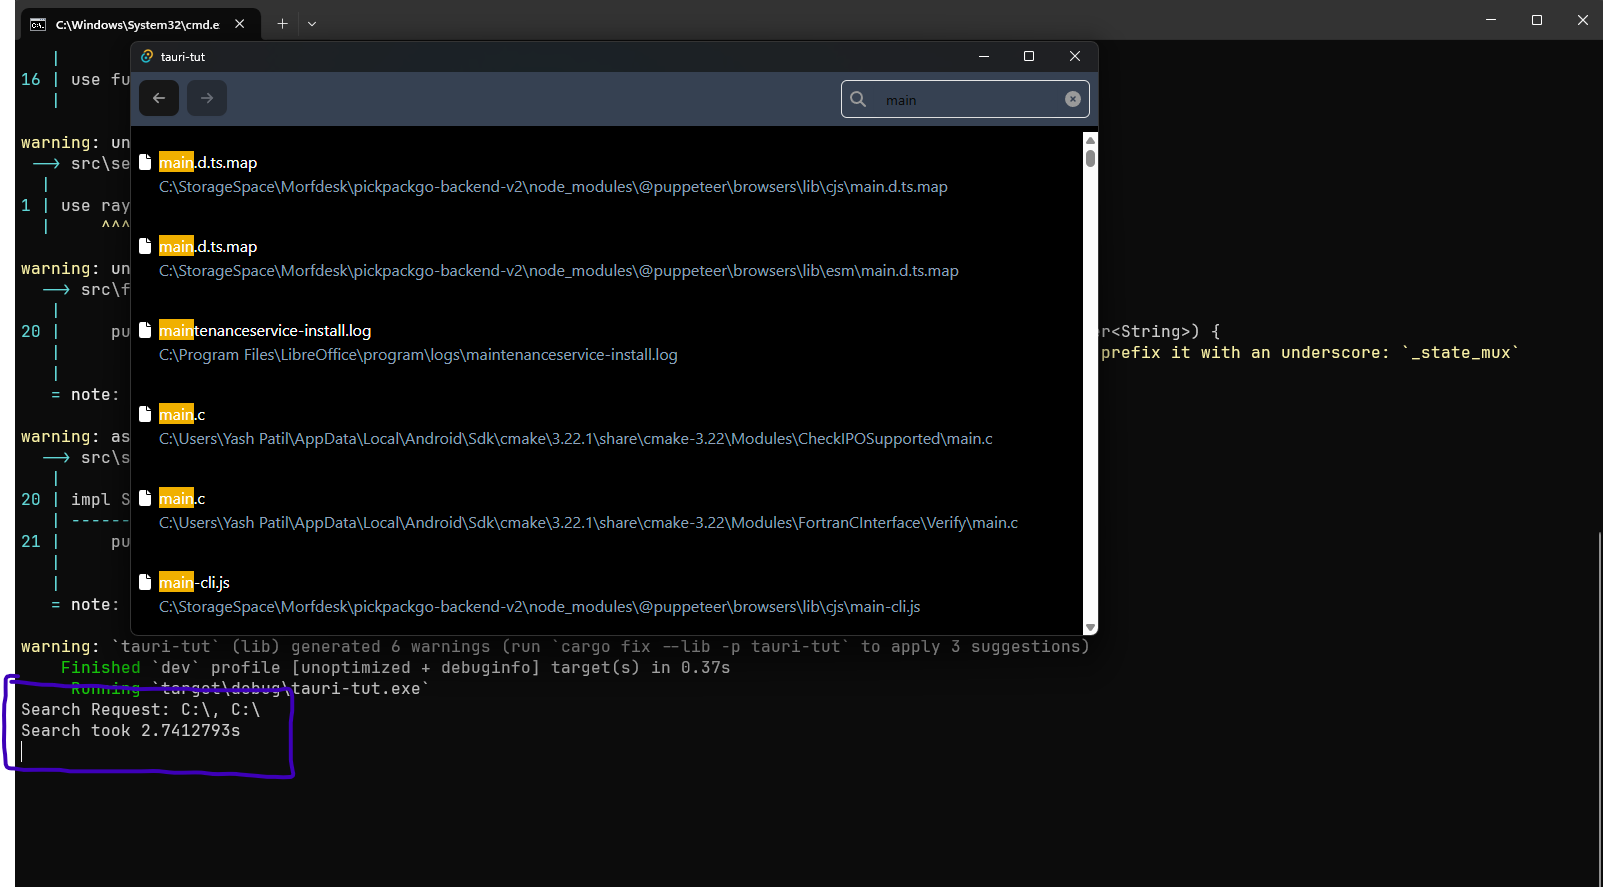 C:\Windows\System32\cmd.e
tauri-tut
main
main.d.ts.map
C:\StorageSpace\Morfdesk\pickpackgo-backend-v2\node_modules\@puppeteer\browsers\lib\cjs\main.d.ts.map
main.d.ts.map
C:\StorageSpace\Morfdesk\pickpackgo-backend-v2\node_modules\@puppeteer\browsers\lib\esm\main.d.ts.map
maintenanceservice-install.log
C:\Program Files\LibreOffice\program\logs\maintenanceservice-install.log
main.c
C:\Users\Yash Patil\AppData\Local\Android\Sdk\cmake\3.22.1\share\cmake-3.22\Modules\CheckIPOSupported\main.c
main.c
C:\Users\Yash Patil\AppData\Local\Android\Sdk\cmake\3.22.1\share\cmake-3.22\Modules\FortranCInterface\Verify\main.c
main-cli.js
C:\StorageSpace\Morfdesk\pickpackgo-backend-v2\node_modules\@puppeteer\browsers\lib\cjs\main-cli.js
|
16 | use fu
|
warning: un
--> src\se
|
1 | use ray
| ^^^
warning: un
--> src\f
|
20 | pu r<String>) {
| prefix it with an underscore: `_state_mux`
|
= note:
warning: as
--> src\s
|
20 | impl S
| ------
21 | pu
|
|
= note:
warning: `tauri-tut` (lib) generated 6 warnings (run `cargo fix --lib -p tauri-tut` to apply 3 suggestions)
Finished `dev` profile [unoptimized + debuginfo] target(s) in 0.37s
Running `target\debug\tauri-tut.exe`
Search Request: C:\, C:\
Search took 2.7412793s